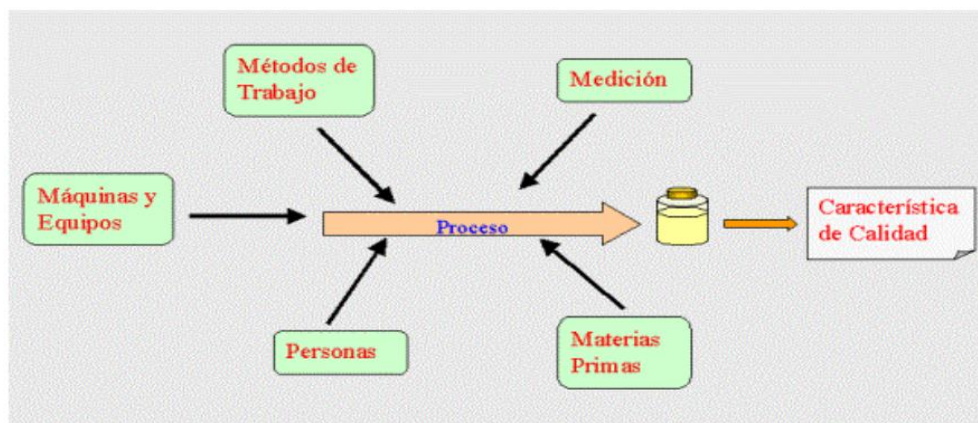 Métodos de
Trabajo
Medición
Máquinas y
Equipos
Proceso
Característica
de Calidad
Personas
Materias
Primas